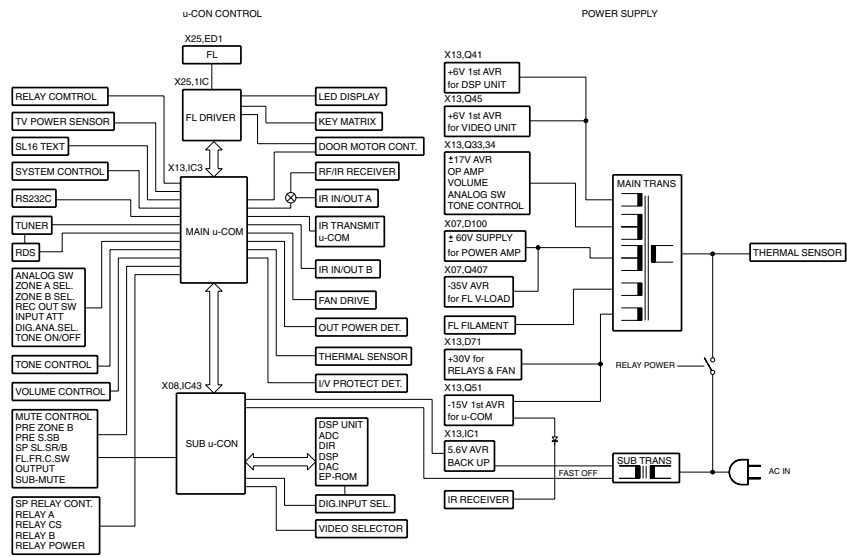 u-CON CONTROL
POWER SUPPLY
X25,ED1
FL
X25,1IC
FL DRIVER
RELAY COMTROL
TV POWER SENSOR
SL16 TEXT
SYSTEM CONTROL
RS232C
TUNER
RDS
ANALOG SW
ZONE A SEL.
ZONE B SEL.
REC OUT SW
INPUT ATT
DIG.ANA.SEL.
TONE ON/OFF
TONE CONTROL
VOLUME CONTROL
MUTE CONTROL
PRE ZONE B
PRE S.SB
SP SL.SR/B
FL.FR.C.SW
OUTPUT
SUB-MUTE
SP RELAY CONT.
RELAY A
RELAY CS
RELAY B
RELAY POWER
X13,IC3
MAIN u-COM
X08,IC43
SUB u-CON
LED DISPLAY
KEY MATRIX
DOOR MOTOR CONT.
RF/IR RECEIVER
IR IN/OUT A
IR TRANSMIT
u-COM
IR IN/OUT B
FAN DRIVE
OUT POWER DET.
THERMAL SENSOR
I/V PROTECT DET.
DSP UNIT
ADC
DIR
DSP
DAC
EP-ROM
DIG.INPUT SEL.
VIDEO SELECTOR
X13,Q41
+6V 1st AVR
for DSP UNIT
X13,Q45
+6V 1st AVR
for VIDEO UNIT
X13,Q33,34
±17V AVR
OP AMP
VOLUME
ANALOG SW
TONE CONTROL
X07,D100
± 60V SUPPLY
for POWER AMP
X07,Q407
-35V AVR
for FL V-LOAD
FL FILAMENT
X13,D71
+30V for
RELAYS & FAN
X13,Q51
-15V 1st AVR
for u-COM
X13,IC1
5.6V AVR
BACK UP
IR RECEIVER
MAIN TRANS
THERMAL SENSOR
RELAY POWER
SUB TRANS
FAST OFF
AC IN